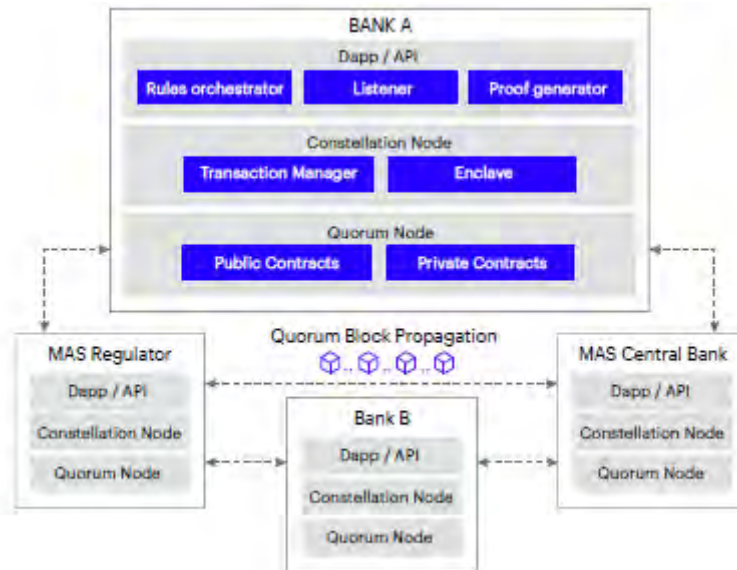 BANK A
Dapp / API
Rules orchestrator Listener Proof generator
Constellation Node
Transaction Manager Enclave
Quorum Node
Public Contracts Private Contracts
Quorum Block Propagation
MAS Regulator
Dapp / API
Constellation Node
Quorum Node
Bank B
Dapp / API
Constellation Node
Quorum Node
MAS Central Bank
Dapp / API
Constellation Node
Quorum Node